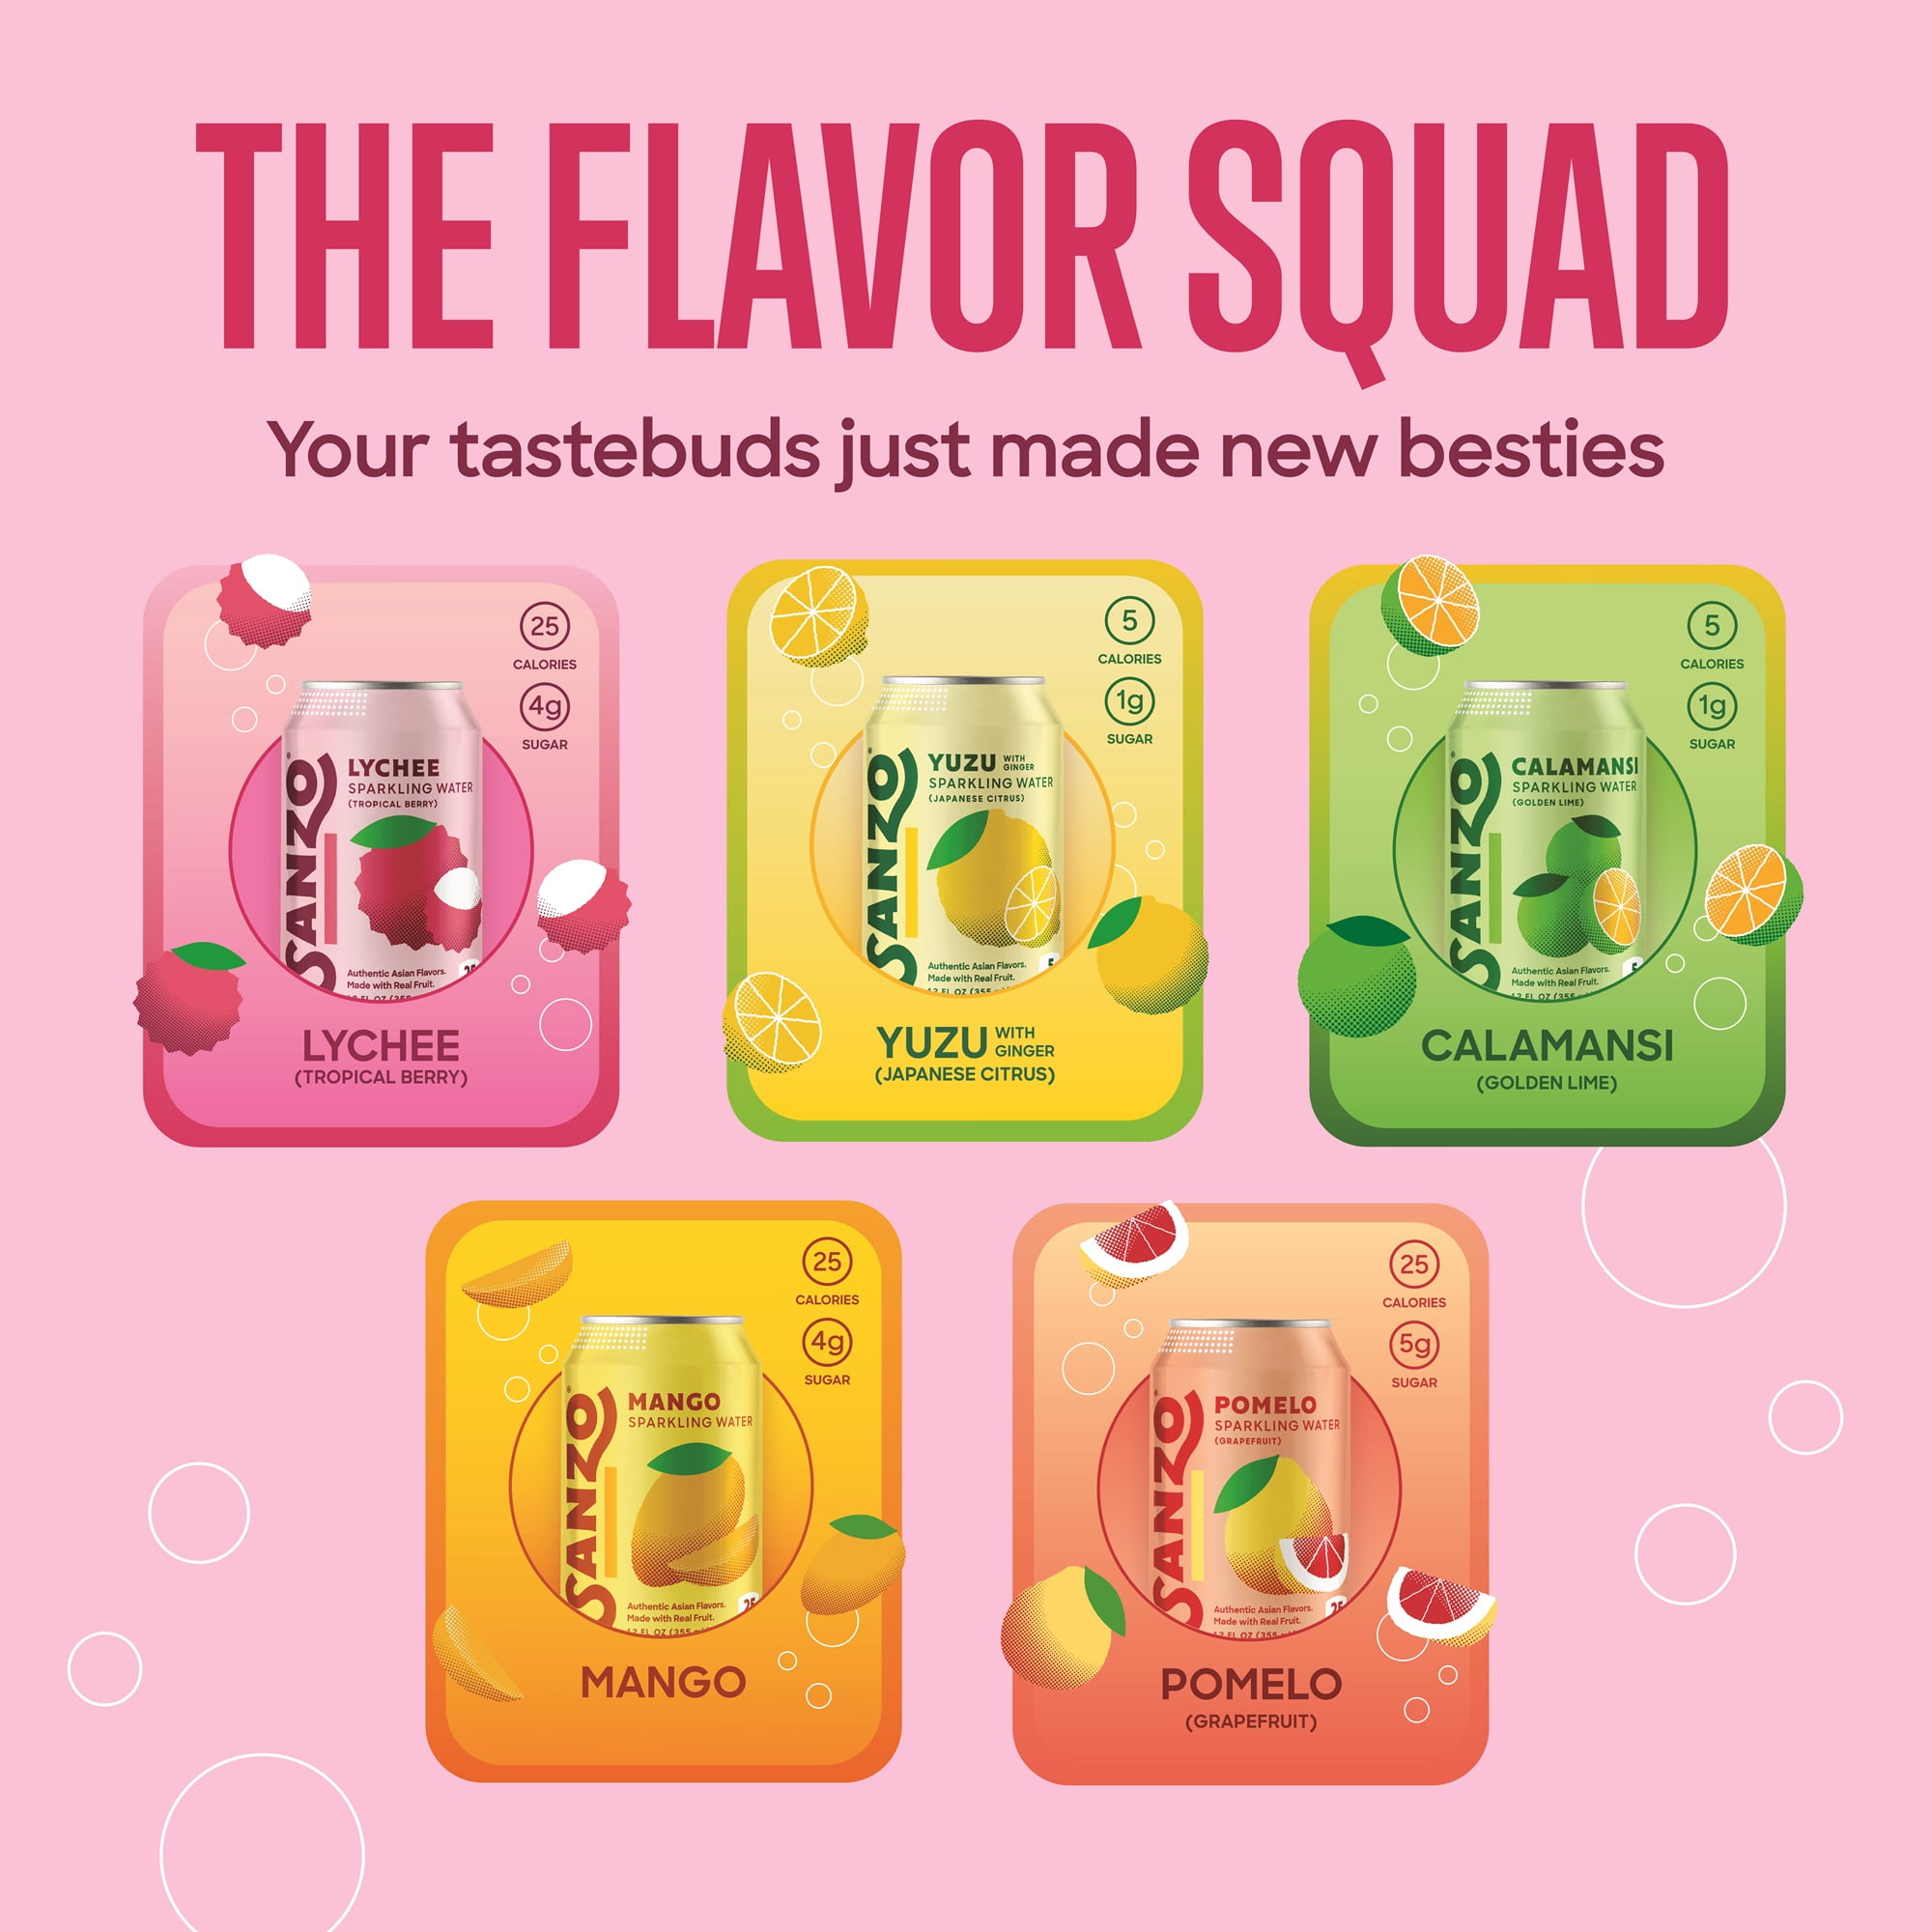 THE FLAVOR SQUAD
Your tastebuds just made new besties
25
CALORIES
4g
SUGAR
SANZO
LYCHEE
SPARKLING WATER
(TROPICAL BERRY)
Authentic Asian Flavors.
Made with Real Fruit.
LYCHEE
(TROPICAL BERRY)
5
CALORIES
1g
SUGAR
SANZO
YUZU WITH GINGER
SPARKLING WATER
(JAPANESE CITRUS)
Authentic Asian Flavors.
Made with Real Fruit.
YUZU WITH GINGER
(JAPANESE CITRUS)
5
CALORIES
1g
SUGAR
SANZO
CALAMANSI
SPARKLING WATER
(GOLDEN LIME)
Authentic Asian Flavors.
Made with Real Fruit.
CALAMANSI
(GOLDEN LIME)
25
CALORIES
4g
SUGAR
SANZO
MANGO
SPARKLING WATER
Authentic Asian Flavors.
Made with Real Fruit.
MANGO
25
CALORIES
5g
SUGAR
SANZO
POMELO
SPARKLING WATER
(GRAPEFRUIT)
Authentic Asian Flavors.
Made with Real Fruit.
POMELO
(GRAPEFRUIT)